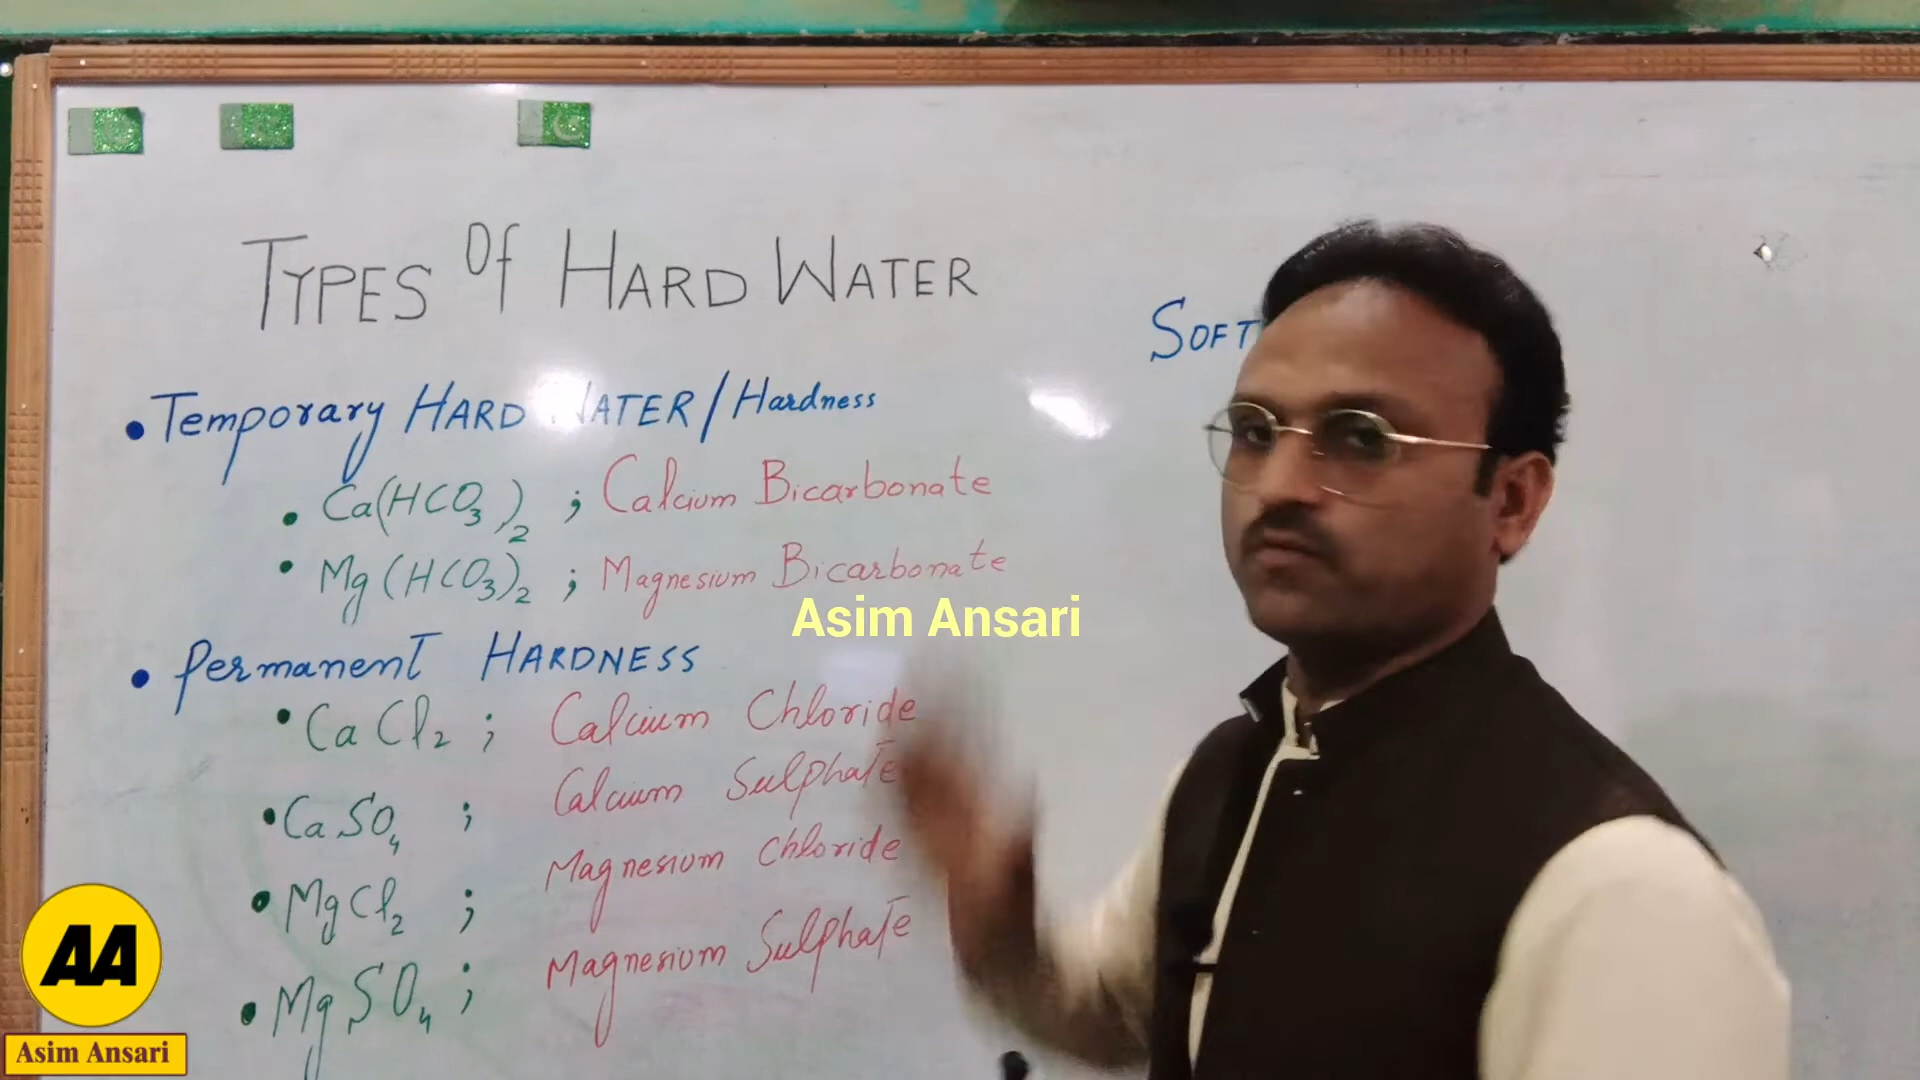 TYPES Of HARD WATER
SOFT
• Temporary HARD WATER / Hardness
• Ca(HCO3)2 ; Calcium Bicarbonate
• Mg(HCO3)2 ; Magnesium Bicarbonate
Asim Ansari
• Permanent HARDNESS
• CaCl2 ; Calcium Chloride
• CaSO4 ; Calcium Sulphate
• MgCl2 ; Magnesium Chloride
• MgSO4 ; Magnesium Sulphate
AA
Asim Ansari